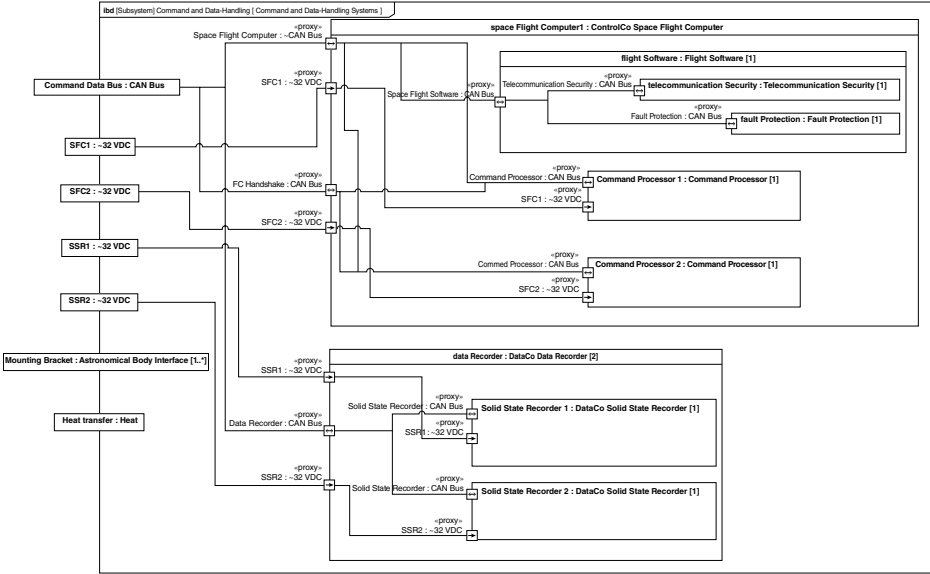 ibd [Subsystem] Command and Data-Handling [ Command and Data-Handling Systems ]
«proxy»
Space Flight Computer : ~CAN Bus
space Flight Computer1 : ControlCo Space Flight Computer
flight Software : Flight Software [1]
«proxy»
SFC1 : ~32 VDC
Command Data Bus : CAN Bus
«proxy»
Space Flight Software : CAN Bus
«proxy»
Telecommunication Security : CAN Bus
telecommunication Security : Telecommunication Security [1]
«proxy»
Fault Protection : CAN Bus
fault Protection : Fault Protection [1]
SFC1 : ~32 VDC
SFC2 : ~32 VDC
«proxy»
FC Handshake : CAN Bus
«proxy»
Command Processor : CAN Bus
Command Processor 1 : Command Processor [1]
«proxy»
SFC1 : ~32 VDC
«proxy»
SFC2 : ~32 VDC
SSR1 : ~32 VDC
«proxy»
Commed Processor : CAN Bus
Command Processor 2 : Command Processor [1]
«proxy»
SFC2 : ~32 VDC
SSR2 : ~32 VDC
Mounting Bracket : Astronomical Body Interface [1..*]
data Recorder : DataCo Data Recorder [2]
«proxy»
SSR1 : ~32 VDC
«proxy»
Solid State Recorder : CAN Bus
Solid State Recorder 1 : DataCo Solid State Recorder [1]
Heat transfer : Heat
«proxy»
Data Recorder : CAN Bus
«proxy»
SSR1 : ~32 VDC
«proxy»
SSR2 : ~32 VDC
«proxy»
Solid State Recorder : CAN Bus
Solid State Recorder 2 : DataCo Solid State Recorder [1]
«proxy»
SSR2 : ~32 VDC